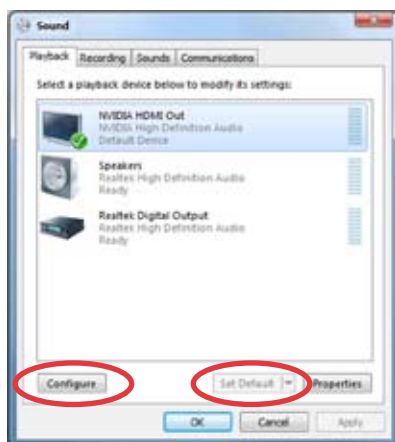 Sound
Playback Recording Sounds Communications
Select a playback device below to modify its settings:
NVIDIA HDMI Out
NVIDIA High Definition Audio
Default Device
Speakers
Realtek High Definition Audio
Ready
Realtek Digital Output
Realtek High Definition Audio
Ready
Configure Set Default Properties
OK Cancel Apply